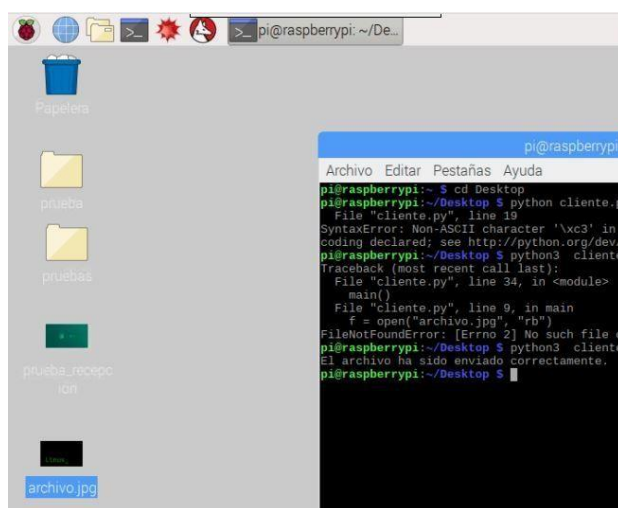 pi@raspberrypi: ~/De...
Papelera
prueba
pruebas
prueba_recepc
ion
archivo.jpg
pi@raspberrypi
Archivo Editar Pestañas Ayuda
pi@raspberrypi:~ $ cd Desktop
pi@raspberrypi:~/Desktop $ python cliente.p
File "cliente.py", line 19
SyntaxError: Non-ASCII character '\xc3' in
coding declared; see http://python.org/dev/
pi@raspberrypi:~/Desktop $ python3 cliente
Traceback (most recent call last):
File "cliente.py", line 34, in <module>
main()
File "cliente.py", line 9, in main
f = open("archivo.jpg", "rb")
FileNotFoundError: [Errno 2] No such file
pi@raspberrypi:~/Desktop $ python3 cliente
El archivo ha sido enviado correctamente.
pi@raspberrypi:~/Desktop $